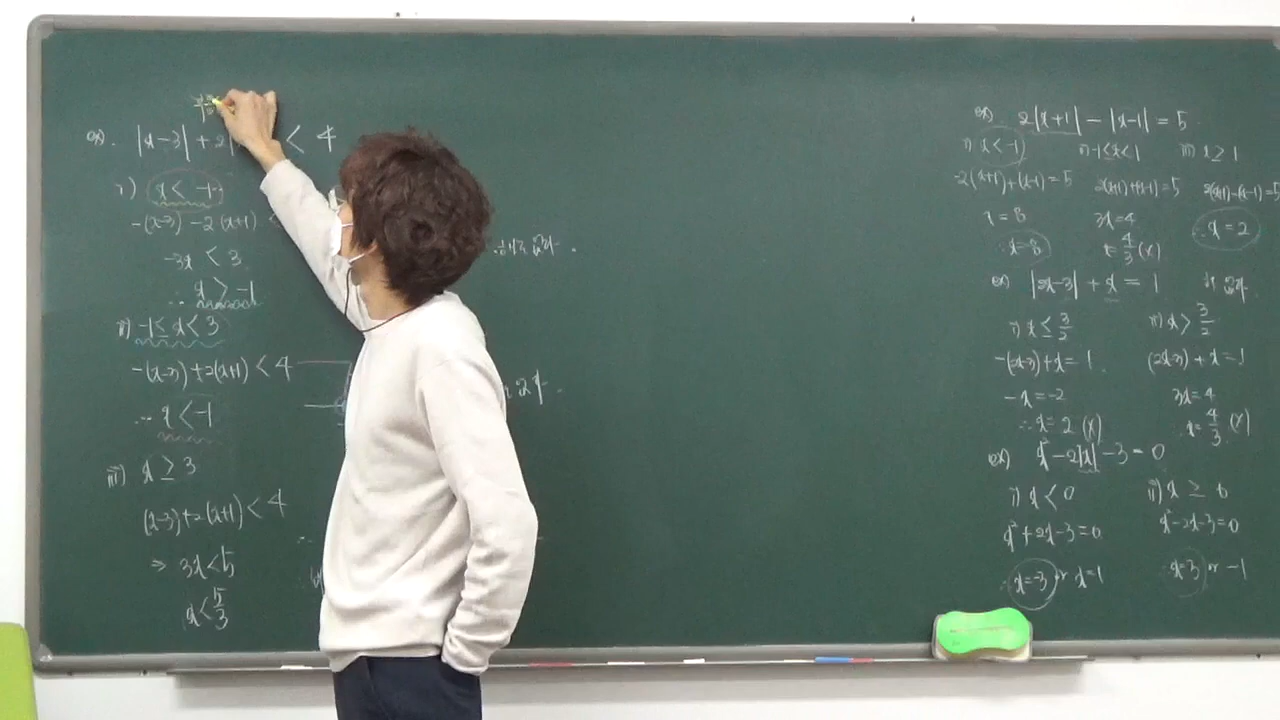 ex). |x-3| + 2| < 4
i) x < -1
-(x-3) -2(x+1) <
-3x < 3
∴ x > -1
ii) -1 ≤ x < 3
-(x-3) + 2(x+1) < 4
∴ x < -1
iii) x ≥ 3
(x-3) + 2(x+1) < 4
⇒ 3x < 5
x < 5/3
ex) 2|x+1| - |x-1| = 5
i) x < -1 ii) -1 ≤ x < 1 iii) x ≥ 1
-2(x+1)+(x-1)=5 2(x+1)+(x-1)=5 2(x+1)-(x-1)=5
3x=4 ∴ x=2
x=4/3 (x)
ex) |2x-3| + x = 1
i) x ≤ 3/2 ii) x > 3/2
-(2x-3)+x=1 (2x-3)+x=1
-x=-2 3x=4
∴ x=2 (x) x=4/3 (x)
ex) x²-2|x|-3=0
i) x < 0 ii) x ≥ 0
x²+2x-3=0 x²-2x-3=0
∴ x=-3 or x=1 ∴ x=3 or -1